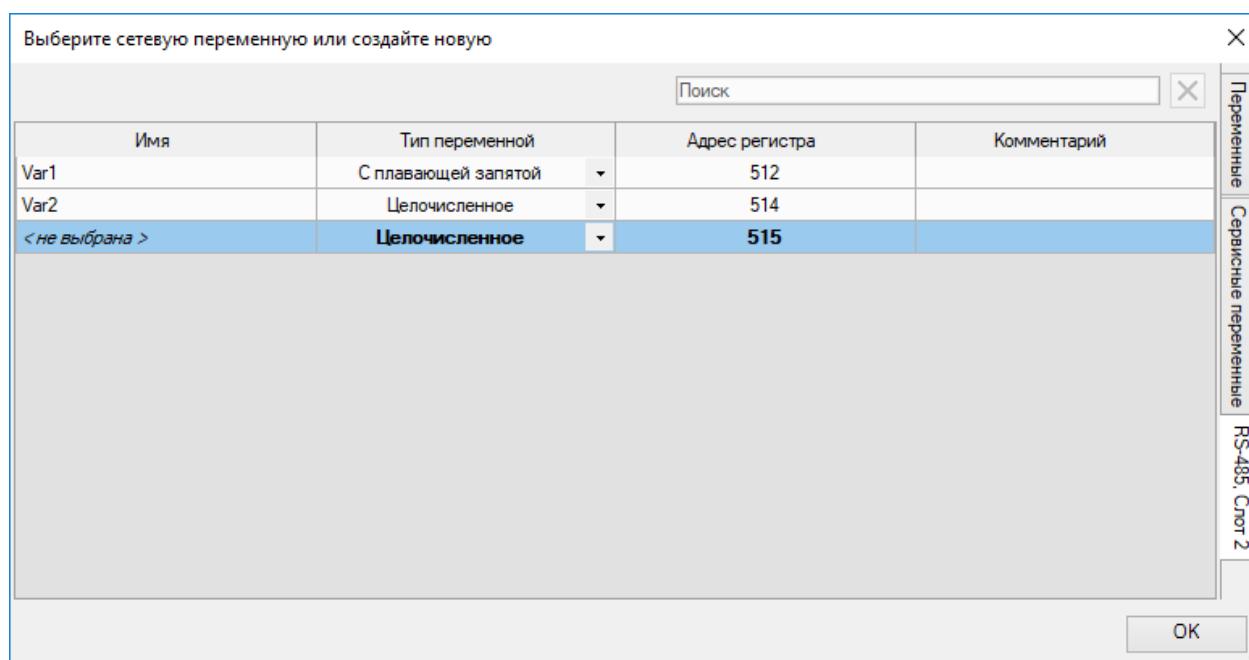 Выберите сетевую переменную или создайте новую
Поиск
Имя Тип переменной Адрес регистра Комментарий
Var1 С плавающей запятой 512
Var2 Целочисленное 514
<не выбрана> Целочисленное 515
Переменные
Сервисные переменные
RS-485, Слот 2
OK